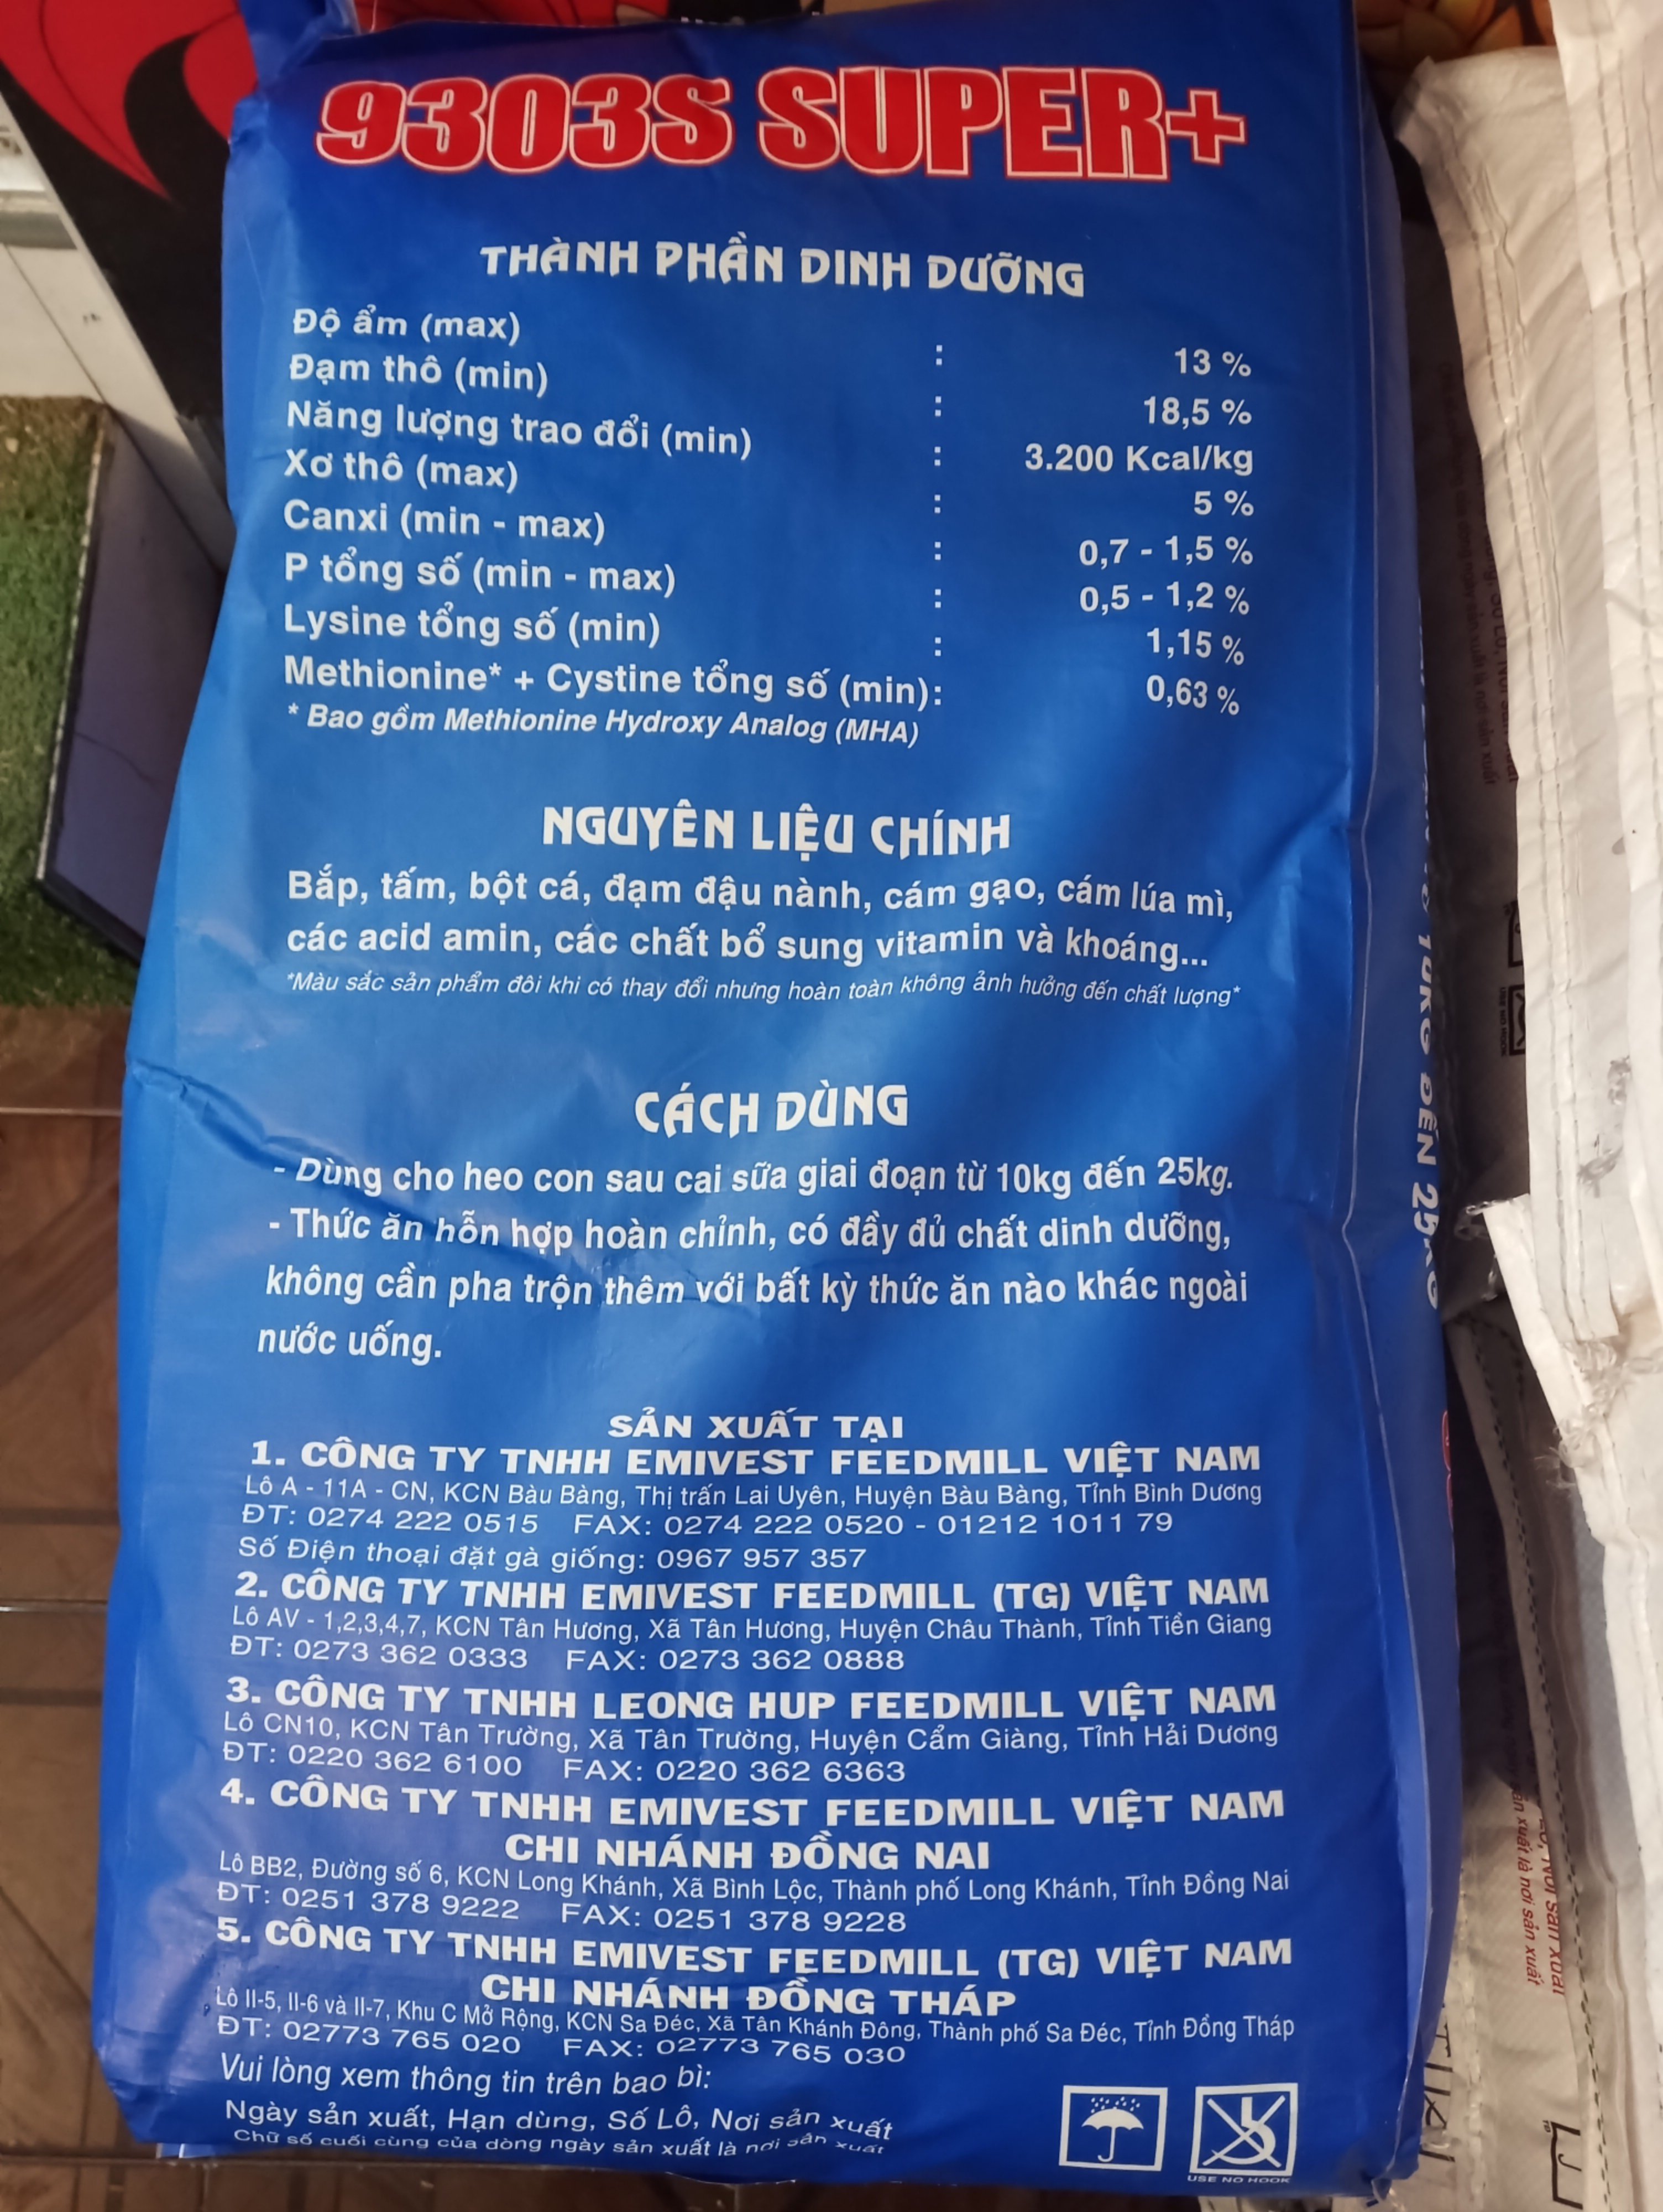 9303S SUPER+
THÀNH PHẦN DINH DƯỠNG
Độ ẩm (max) : 13 %
Đạm thô (min) : 18,5 %
Năng lượng trao đổi (min) : 3.200 Kcal/kg
Xơ thô (max) : 5 %
Canxi (min - max) : 0,7 - 1,5 %
P tổng số (min - max) : 0,5 - 1,2 %
Lysine tổng số (min) : 1,15 %
Methionine* + Cystine tổng số (min): 0,63 %
* Bao gồm Methionine Hydroxy Analog (MHA)
NGUYÊN LIỆU CHÍNH
Bắp, tấm, bột cá, đạm đậu nành, cám gạo, cám lúa mì,
các acid amin, các chất bổ sung vitamin và khoáng...
*Màu sắc sản phẩm đôi khi có thay đổi nhưng hoàn toàn không ảnh hưởng đến chất lượng*
CÁCH DÙNG
- Dùng cho heo con sau cai sữa giai đoạn từ 10kg đến 25kg.
- Thức ăn hỗn hợp hoàn chỉnh, có đầy đủ chất dinh dưỡng,
không cần pha trộn thêm với bất kỳ thức ăn nào khác ngoài
nước uống.
SẢN XUẤT TẠI
1. CÔNG TY TNHH EMIVEST FEEDMILL VIỆT NAM
Lô A - 11A - CN, KCN Bàu Bàng, Thị trấn Lai Uyên, Huyện Bàu Bàng, Tỉnh Bình Dương
ĐT: 0274 222 0515 FAX: 0274 222 0520 - 01212 1011 79
Số Điện thoại đặt gà giống: 0967 957 357
2. CÔNG TY TNHH EMIVEST FEEDMILL (TG) VIỆT NAM
Lô AV - 1,2,3,4,7, KCN Tân Hương, Xã Tân Hương, Huyện Châu Thành, Tỉnh Tiền Giang
ĐT: 0273 362 0333 FAX: 0273 362 0888
3. CÔNG TY TNHH LEONG HUP FEEDMILL VIỆT NAM
Lô CN10, KCN Tân Trường, Xã Tân Trường, Huyện Cẩm Giàng, Tỉnh Hải Dương
ĐT: 0220 362 6100 FAX: 0220 362 6363
4. CÔNG TY TNHH EMIVEST FEEDMILL VIỆT NAM
CHI NHÁNH ĐỒNG NAI
Lô BB2, Đường số 6, KCN Long Khánh, Xã Bình Lộc, Thành phố Long Khánh, Tỉnh Đồng Nai
ĐT: 0251 378 9222 FAX: 0251 378 9228
5. CÔNG TY TNHH EMIVEST FEEDMILL (TG) VIỆT NAM
CHI NHÁNH ĐỒNG THÁP
Lô II-5, II-6 và II-7, Khu C Mở Rộng, KCN Sa Đéc, Xã Tân Khánh Đông, Thành phố Sa Đéc, Tỉnh Đồng Tháp
ĐT: 02773 765 020 FAX: 02773 765 030
Vui lòng xem thông tin trên bao bì:
Ngày sản xuất, Hạn dùng, Số Lô, Nơi sản xuất
Chữ số cuối cùng của dòng ngày sản xuất là nơi sản xuất
USE NO HOOK
10KG ĐẾN 25KG